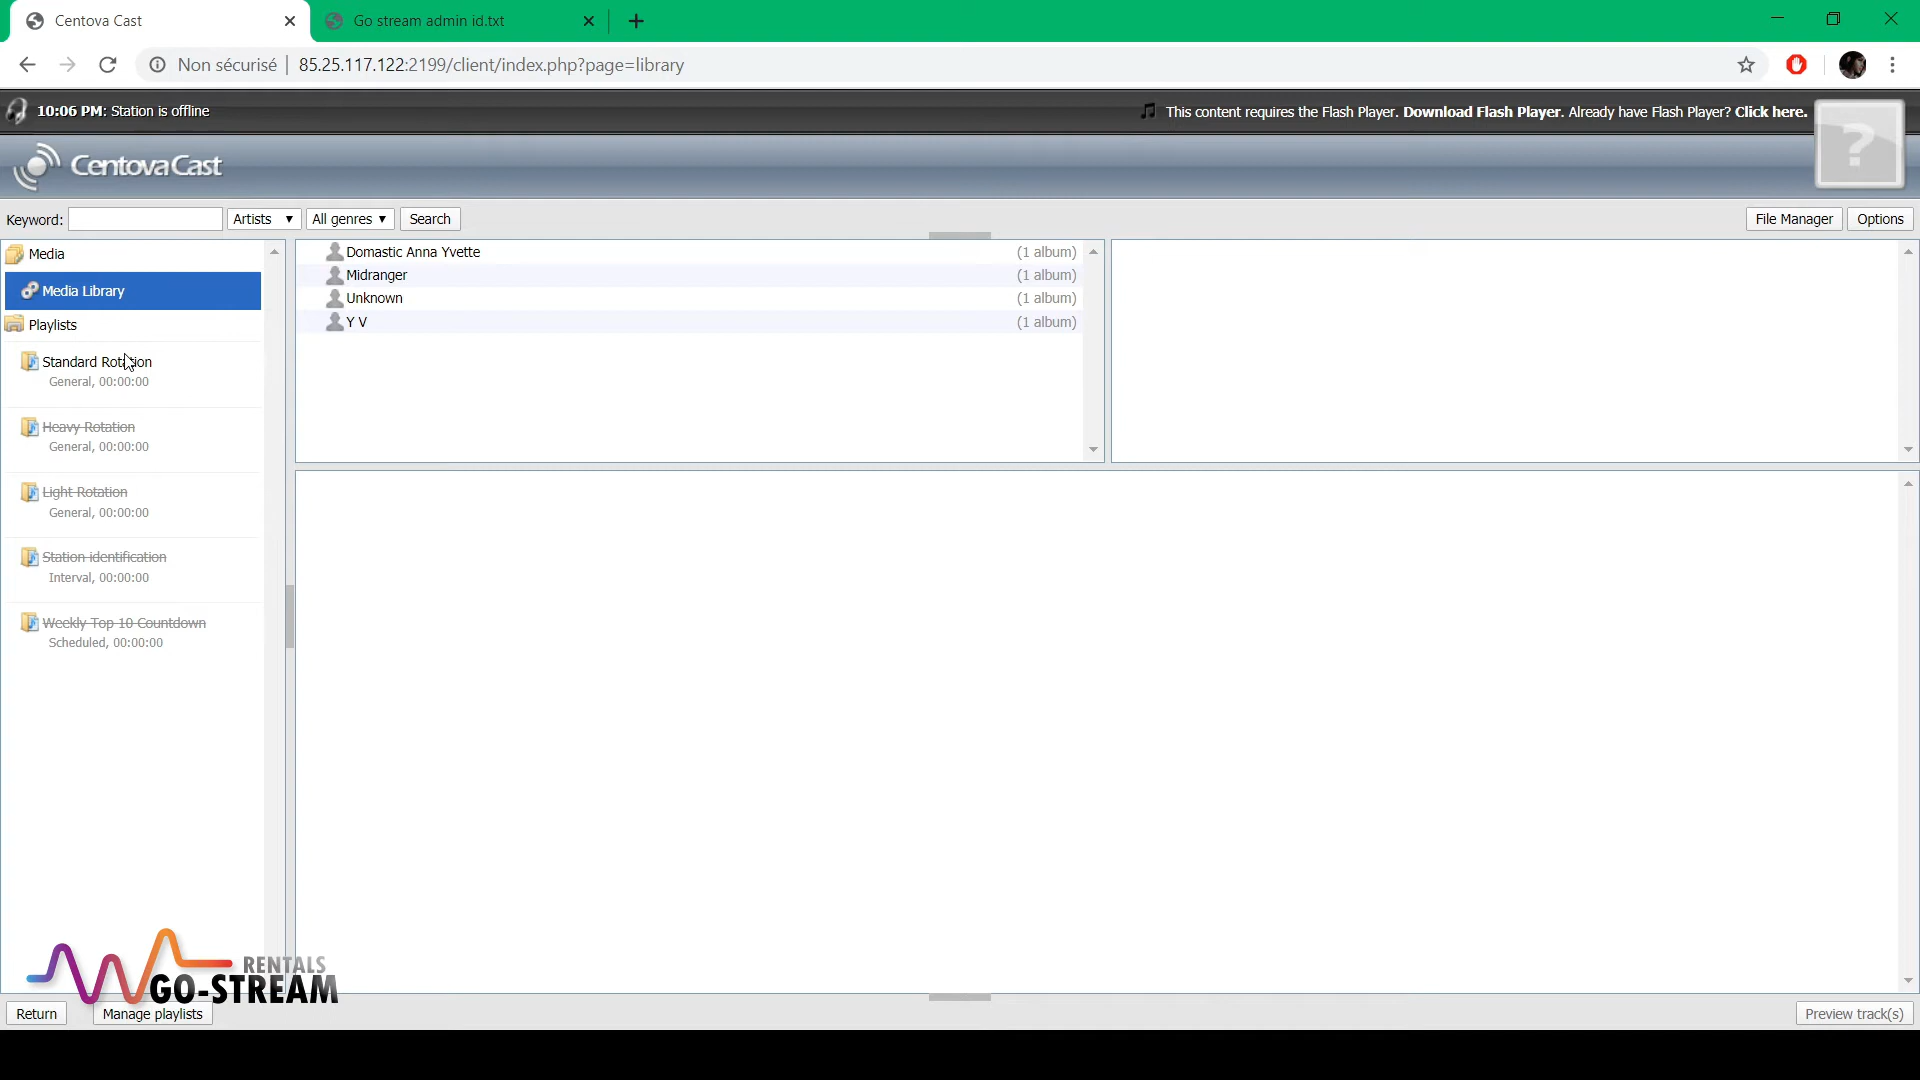 Centova Cast
Go stream admin id.txt
Non sécurisé
85.25.117.122:2199/client/index.php?page=library
10:06 PM: Station is offline
This content requires the Flash Player. Download Flash Player. Already have Flash Player? Click here.
CentovaCast
?
Keyword:
Artists
All genres
Search
File Manager
Options
Media
Media Library
Playlists
Standard Rotation
General, 00:00:00
Heavy Rotation
General, 00:00:00
Light Rotation
General, 00:00:00
Station identification
Interval, 00:00:00
Weekly Top 10 Countdown
Scheduled, 00:00:00
Domastic Anna Yvette (1 album)
Midranger (1 album)
Unknown (1 album)
Y V (1 album)
RENTALS
GO-STREAM
Return
Manage playlists
Preview track(s)